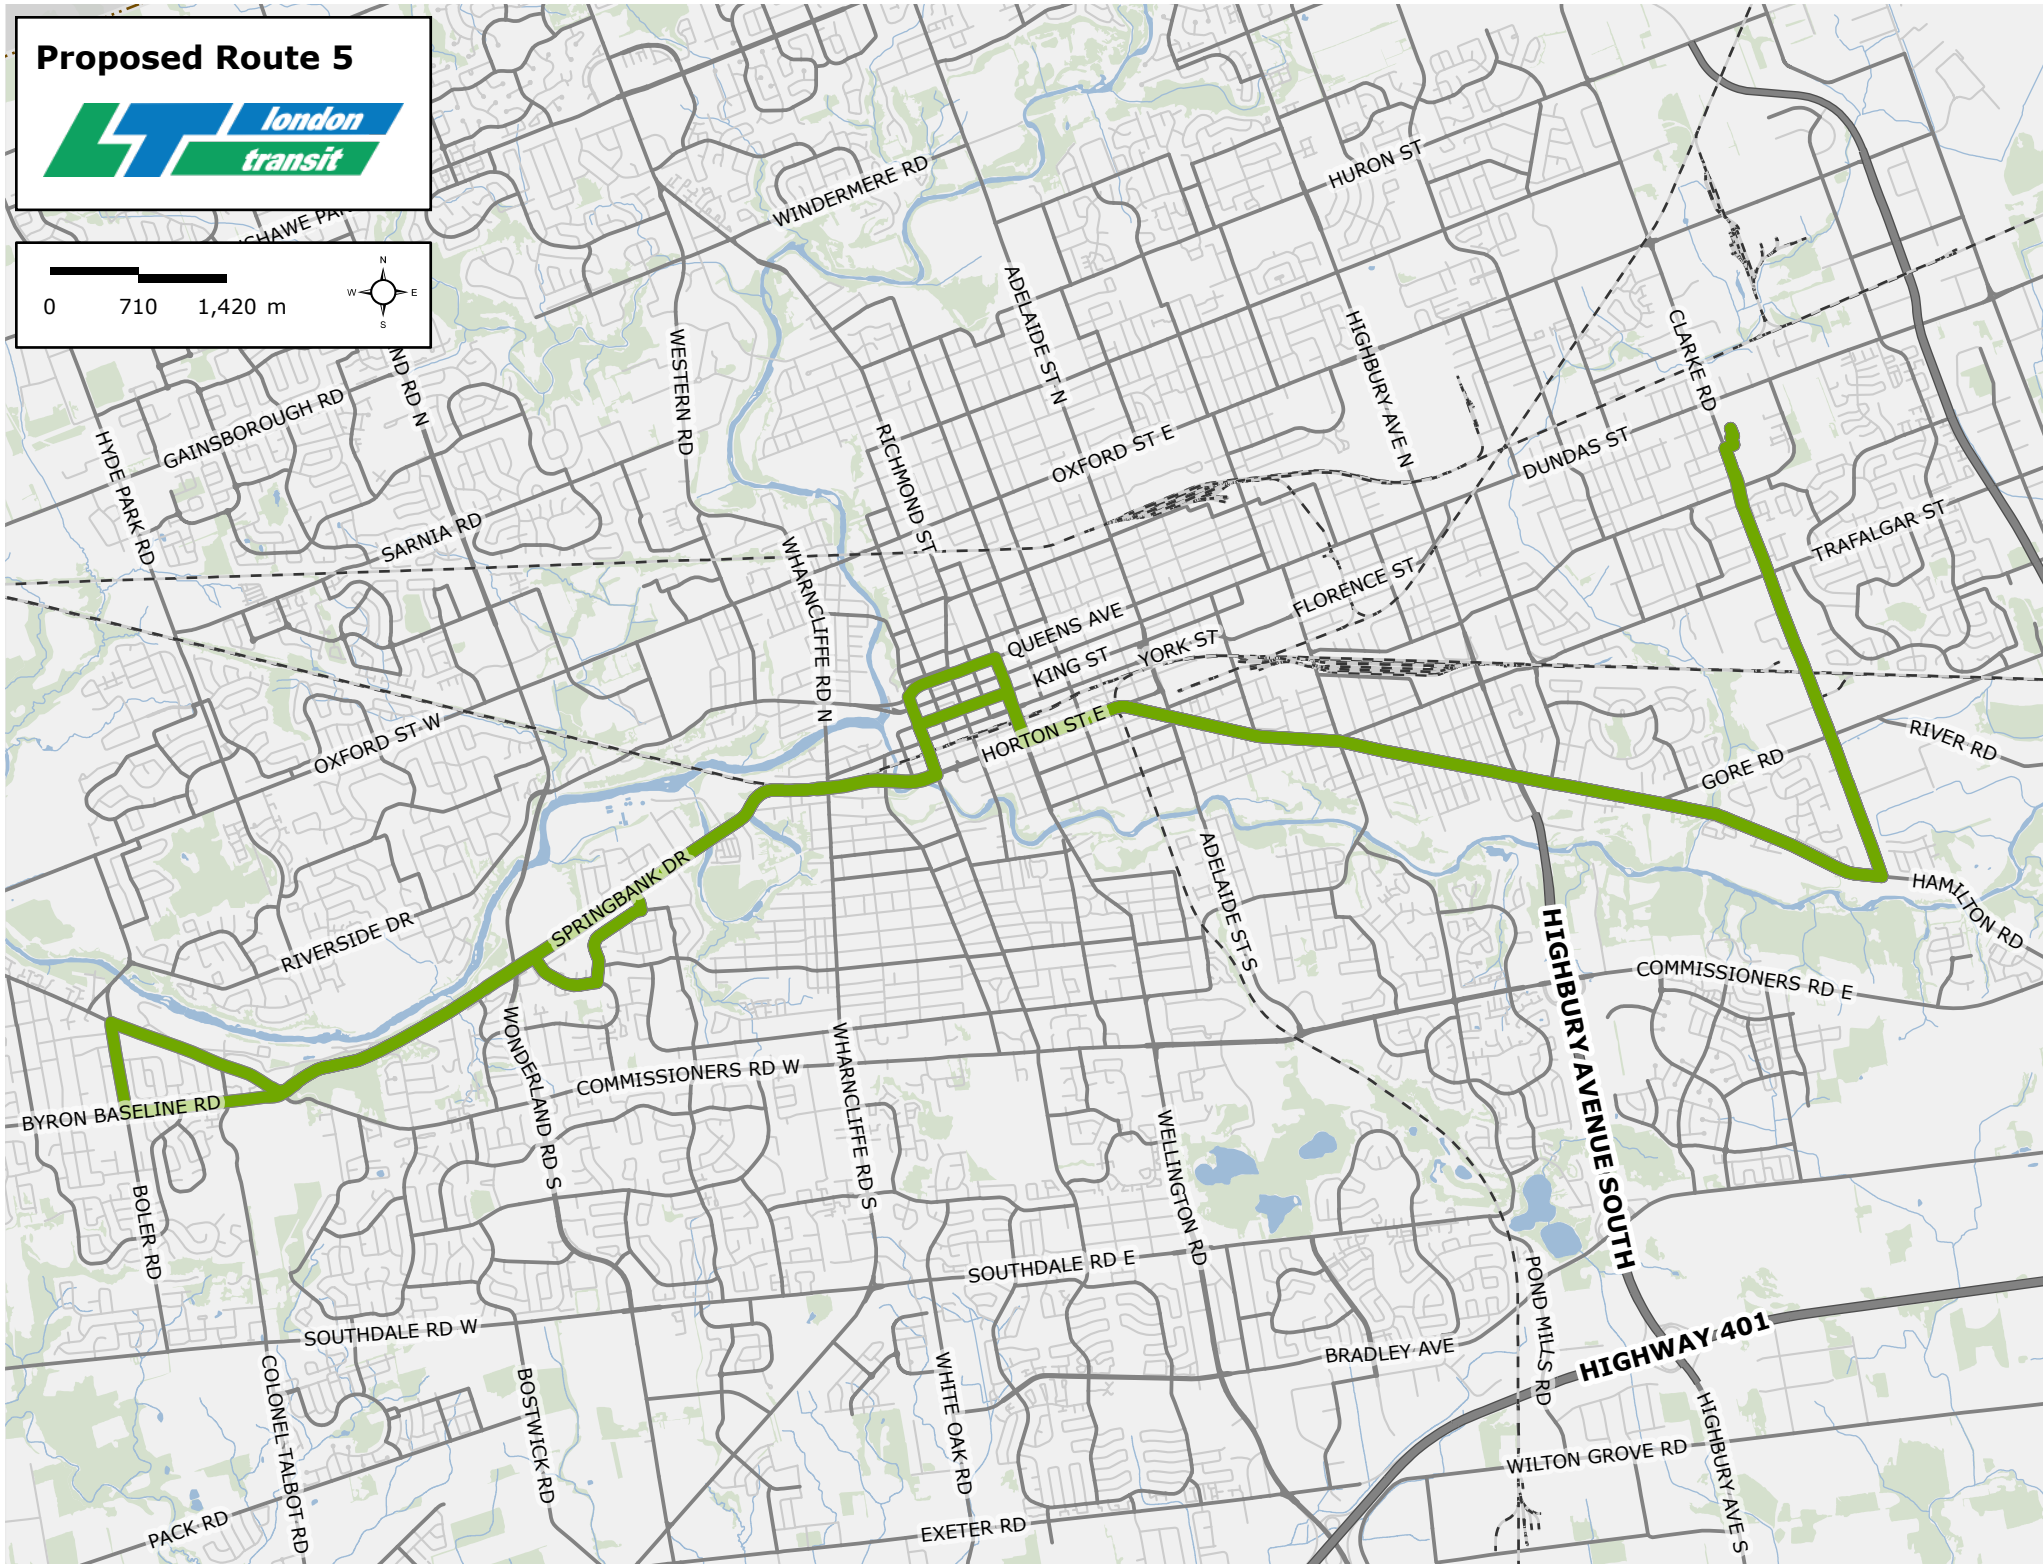 Proposed Route 5
london
transit
0 710 1,420 m
N
W E
S
WINDERMERE RD
HURON ST
ADELAIDE ST N
HIGHBURY AVE N
CLARKE RD
WESTERN RD
GAINSBOROUGH RD
HYDE PARK RD
RICHMOND ST
OXFORD ST E
DUNDAS ST
SARNIA RD
TRAFALGAR ST
WHARNCLIFFE RD N
FLORENCE ST
QUEENS AVE
KING ST
YORK ST
HORTON ST E
OXFORD ST W
RIVER RD
GORE RD
SPRINGBANK DR
ADELAIDE ST S
HAMILTON RD
RIVERSIDE DR
COMMISSIONERS RD E
HIGHBURY AVENUE SOUTH
WONDERLAND RD S
COMMISSIONERS RD W
WHARNCLIFFE RD S
BYRON BASELINE RD
WELLINGTON RD
BOLER RD
SOUTHDALE RD E
POND MILLS RD
SOUTHDALE RD W
HIGHWAY 401
BRADLEY AVE
COLONEL TALBOT RD
BOSTWICK RD
WHITE OAK RD
HIGHBURY AVE S
WILTON GROVE RD
PACK RD
EXETER RD